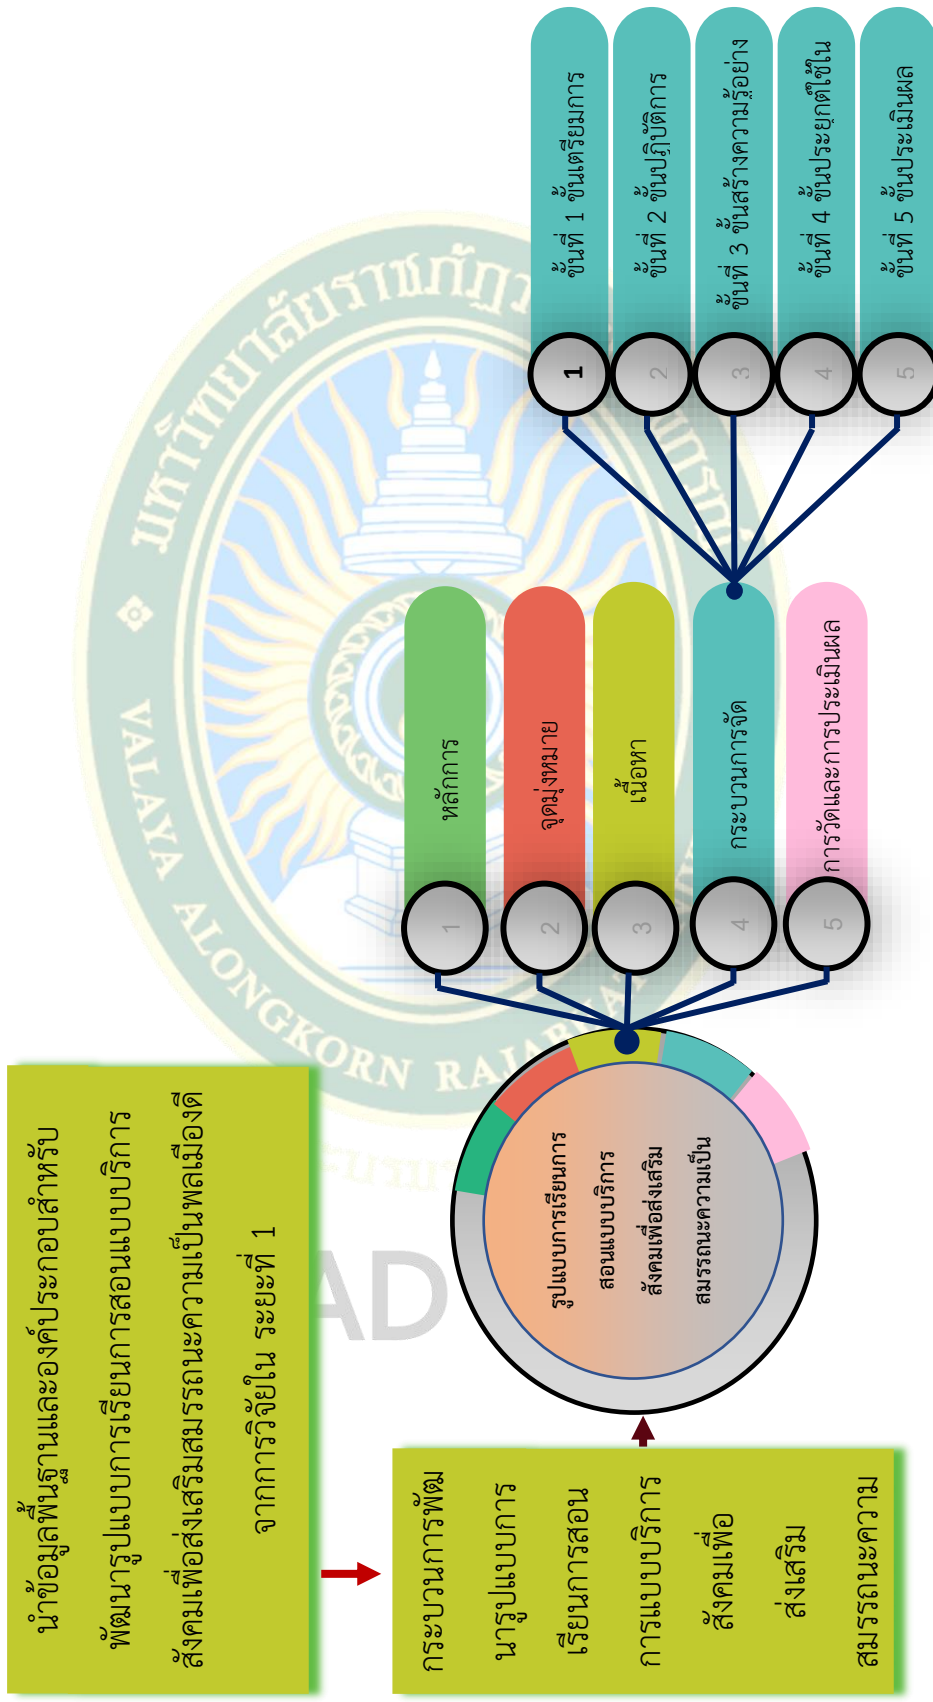 นำข้อมูลพื้นฐานและองค์ประกอบสำหรับ
พัฒนารูปแบบการเรียนการสอนแบบบริการ
สังคมเพื่อส่งเสริมสมรรถนะความเป็นพลเมืองดี
จากการวิจัยใน ระยะที่ 1
กระบวนการพัฒ
นารูปแบบการ
เรียนการสอน
การแบบบริการ
สังคมเพื่อ
ส่งเสริม
สมรรถนะความ
รูปแบบการเรียนการ
สอนแบบบริการ
สังคมเพื่อส่งเสริม
สมรรถนะความเป็น
1
หลักการ
2
จุดมุ่งหมาย
3
เนื้อหา
4
กระบวนการจัด
5
การวัดและการประเมินผล
1
ขั้นที่ 1 ขั้นเตรียมการ
2
ขั้นที่ 2 ขั้นปฏิบัติการ
3
ขั้นที่ 3 ขั้นสร้างความรู้อย่าง
4
ขั้นที่ 4 ขั้นประยุกต์ใช้ใน
5
ขั้นที่ 5 ขั้นประเมินผล
VALAYA ALONGKORN
AD